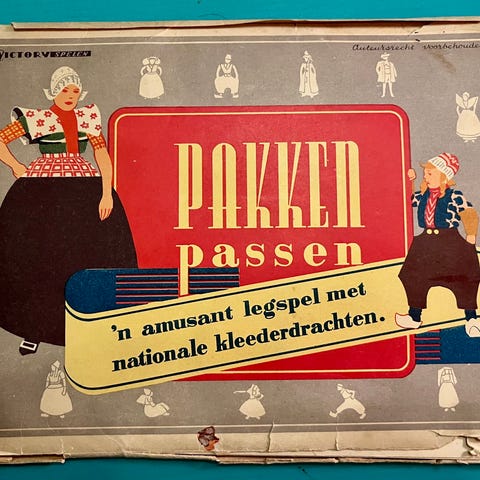 VICTORY SPELEN
Auteursrecht voorbehouden
PAKKEN
passen
'n amusant legspel met
nationale kleederdrachten.